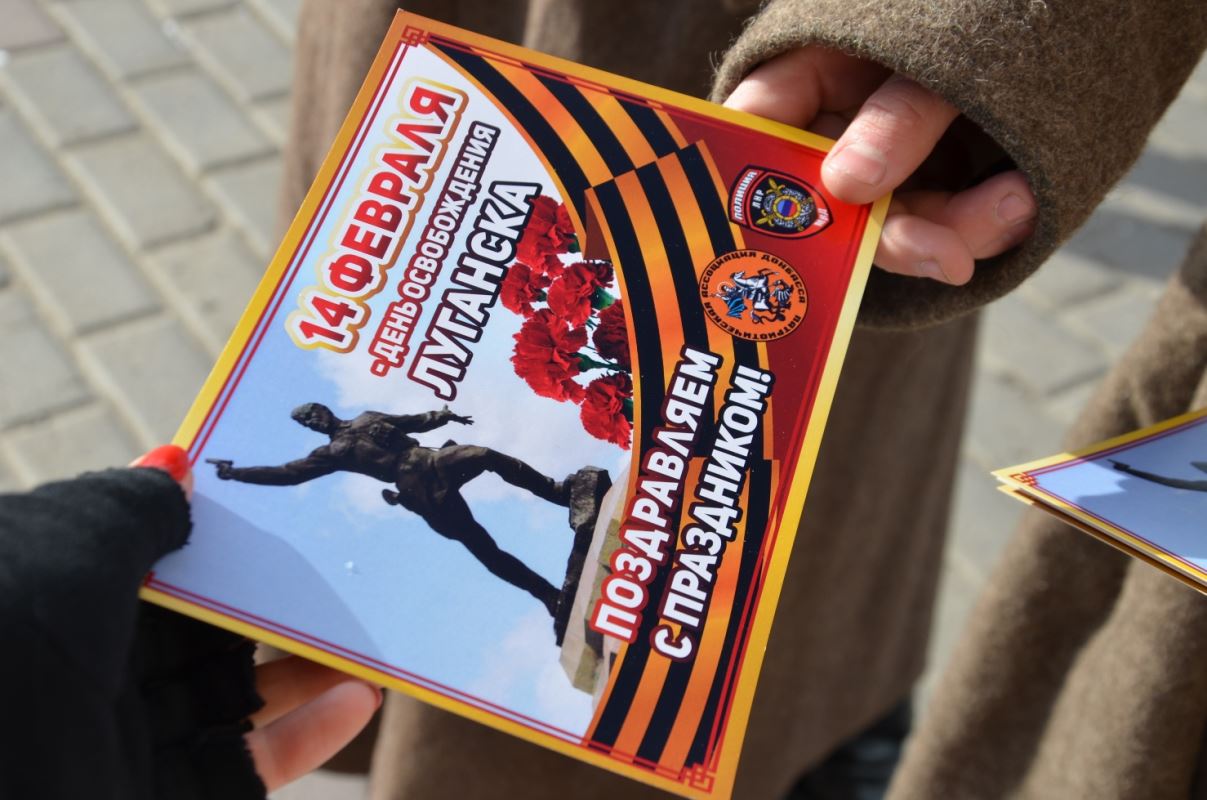 14 ФЕВРАЛЯ
-ДЕНЬ ОСВОБОЖДЕНИЯ
ЛУГАНСКА
ПОЗДРАВЛЯЕМ
С ПРАЗДНИКОМ!
ПОЛИЦИЯ
ЛНР
МВД
ПАТРИОТИЧЕСКАЯ АССОЦИАЦИЯ ДОНБАССА